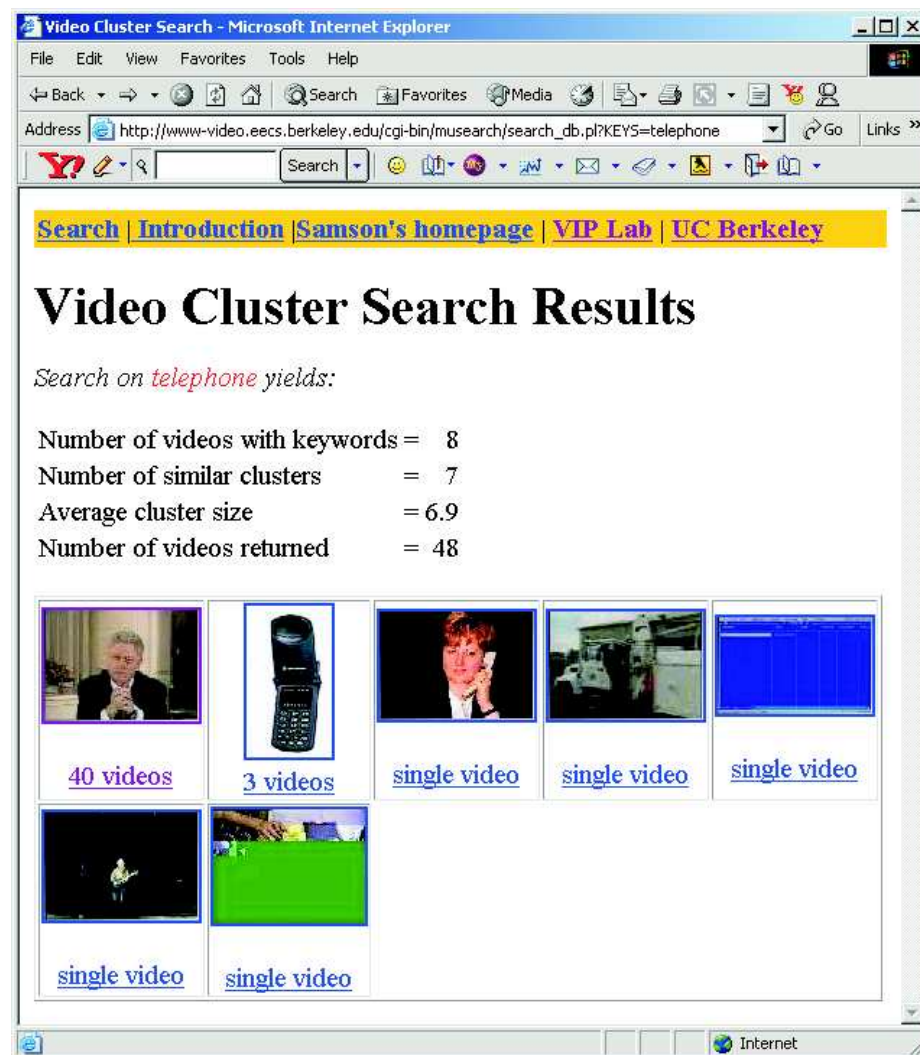 Video Cluster Search - Microsoft Internet Explorer
File Edit View Favorites Tools Help
Back Search Favorites Media
Address http://www-video.eecs.berkeley.edu/cgi-bin/musearch/search_db.pl?KEYS=telephone Go Links »
Y! Search
Search | Introduction |Samson's homepage | VIP Lab | UC Berkeley
Video Cluster Search Results
Search on telephone yields:
Number of videos with keywords = 8
Number of similar clusters = 7
Average cluster size = 6.9
Number of videos returned = 48
40 videos 3 videos single video single video single video
single video single video
Internet